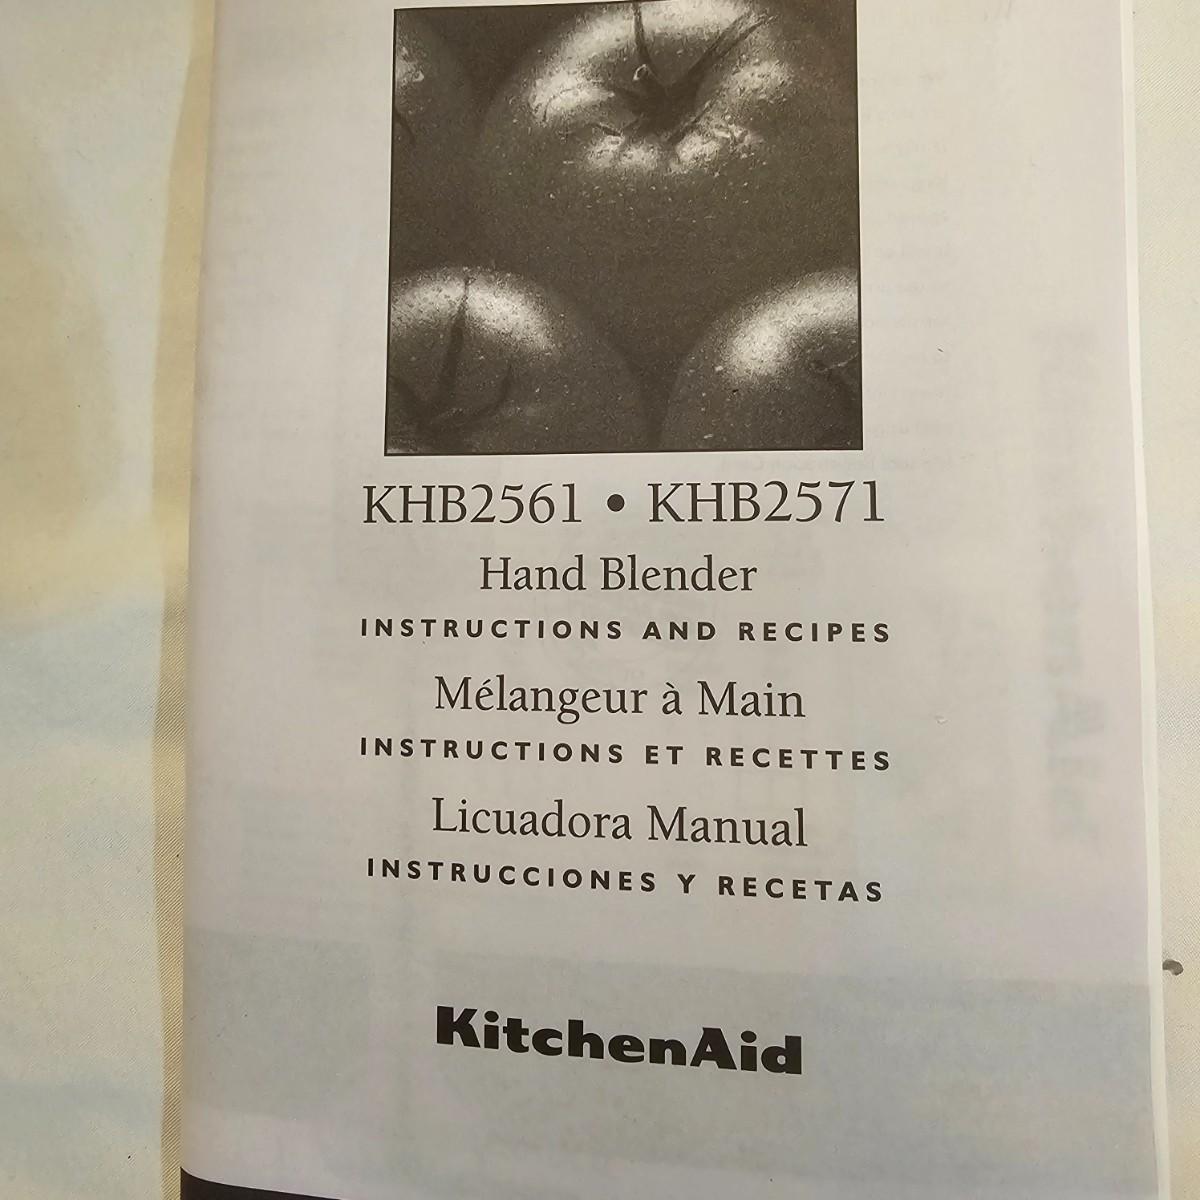 KHB2561 • KHB2571
Hand Blender
INSTRUCTIONS AND RECIPES
Mélangeur à Main
INSTRUCTIONS ET RECETTES
Licuadora Manual
INSTRUCCIONES Y RECETAS
KitchenAid